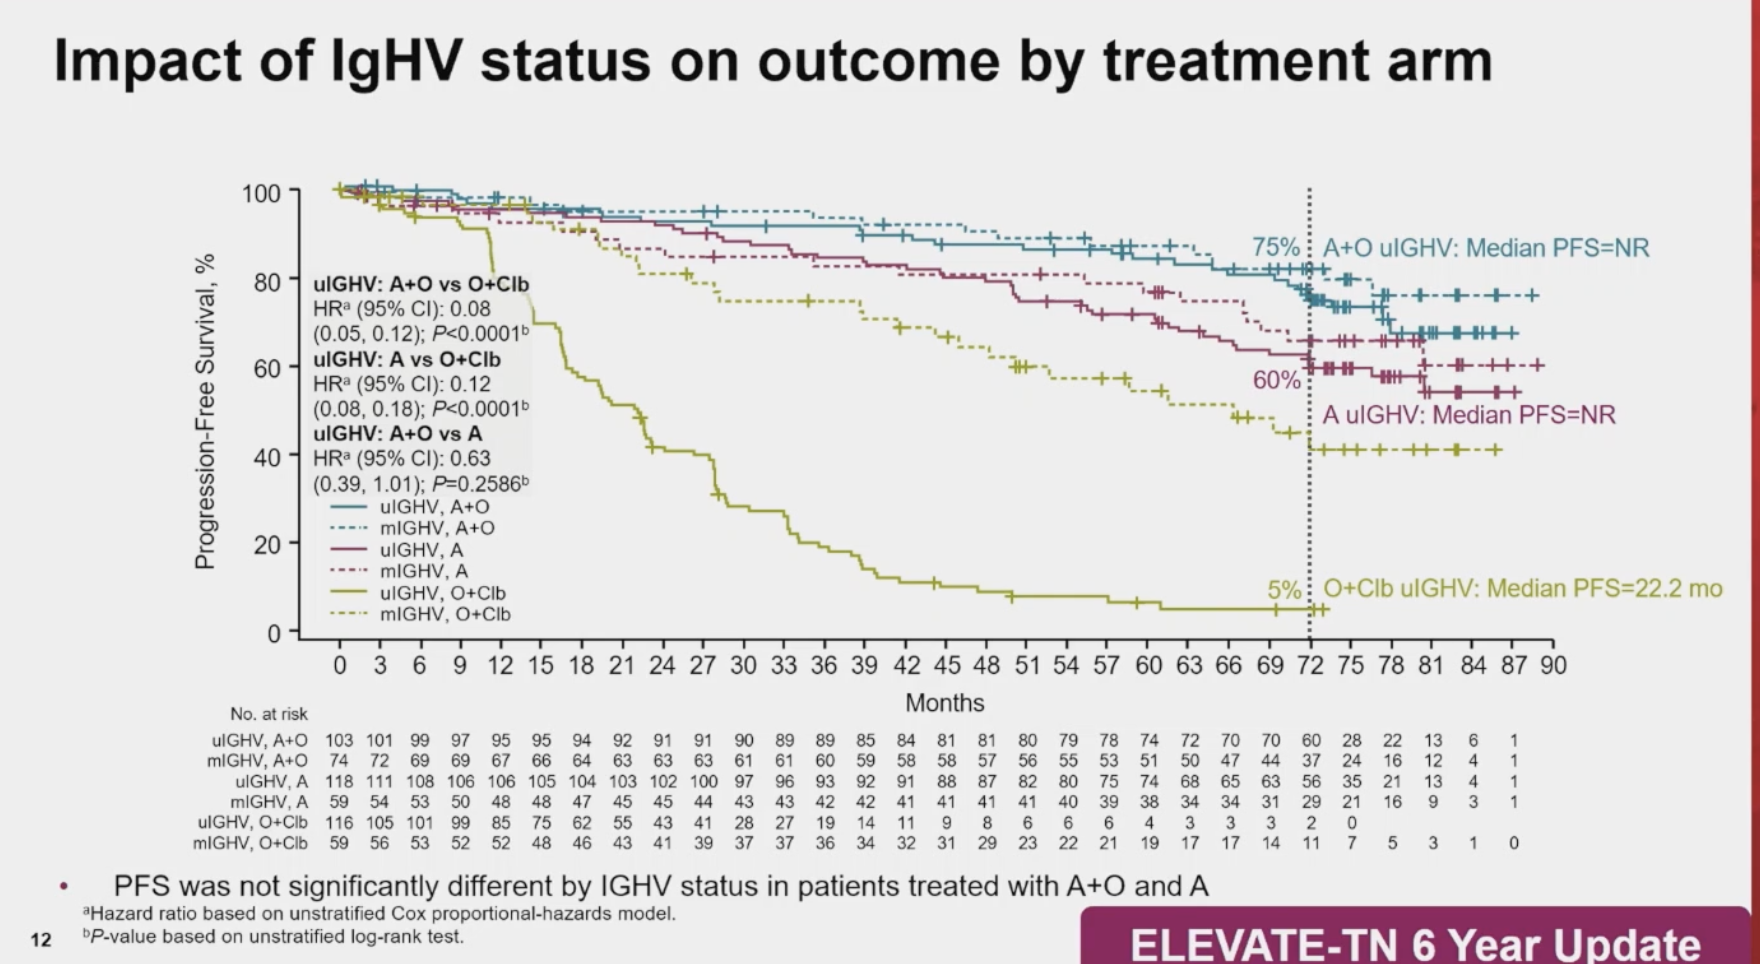 Impact of IgHV status on outcome by treatment arm
Progression-Free Survival, %
100
80
60
40
20
0
uIGHV: A+O vs O+Clb
HRᵃ (95% CI): 0.08
(0.05, 0.12); P<0.0001ᵇ
uIGHV: A vs O+Clb
HRᵃ (95% CI): 0.12
(0.08, 0.18); P<0.0001ᵇ
uIGHV: A+O vs A
HRᵃ (95% CI): 0.63
(0.39, 1.01); P=0.2586ᵇ
uIGHV, A+O
mIGHV, A+O
uIGHV, A
mIGHV, A
uIGHV, O+Clb
mIGHV, O+Clb
75% A+O uIGHV: Median PFS=NR
60%
A uIGHV: Median PFS=NR
5% O+Clb uIGHV: Median PFS=22.2 mo
0 3 6 9 12 15 18 21 24 27 30 33 36 39 42 45 48 51 54 57 60 63 66 69 72 75 78 81 84 87 90
Months
No. at risk
uIGHV, A+O 103 101 99 97 95 95 94 92 91 91 90 89 89 85 84 81 81 80 79 78 74 72 70 70 60 28 22 13 6 1
mIGHV, A+O 74 72 69 69 67 66 64 63 63 63 61 61 60 59 58 58 57 56 55 53 51 50 47 44 37 24 16 12 4 1
uIGHV, A 118 111 108 106 106 105 104 103 102 100 97 96 93 92 91 88 87 82 80 75 74 68 65 63 56 35 21 13 4 1
mIGHV, A 59 54 53 50 48 48 47 45 45 44 43 43 42 42 41 41 41 41 40 39 38 34 34 31 29 21 16 9 3 1
uIGHV, O+Clb 116 105 101 99 85 75 62 55 43 41 28 27 19 14 11 9 8 6 6 6 4 3 3 3 2 0
mIGHV, O+Clb 59 56 53 52 52 48 46 43 41 39 37 37 36 34 32 31 29 23 22 21 19 17 17 14 11 7 5 3 1 0
• PFS was not significantly different by IGHV status in patients treated with A+O and A
ᵃHazard ratio based on unstratified Cox proportional-hazards model.
ᵇP-value based on unstratified log-rank test.
12
ELEVATE-TN 6 Year Update